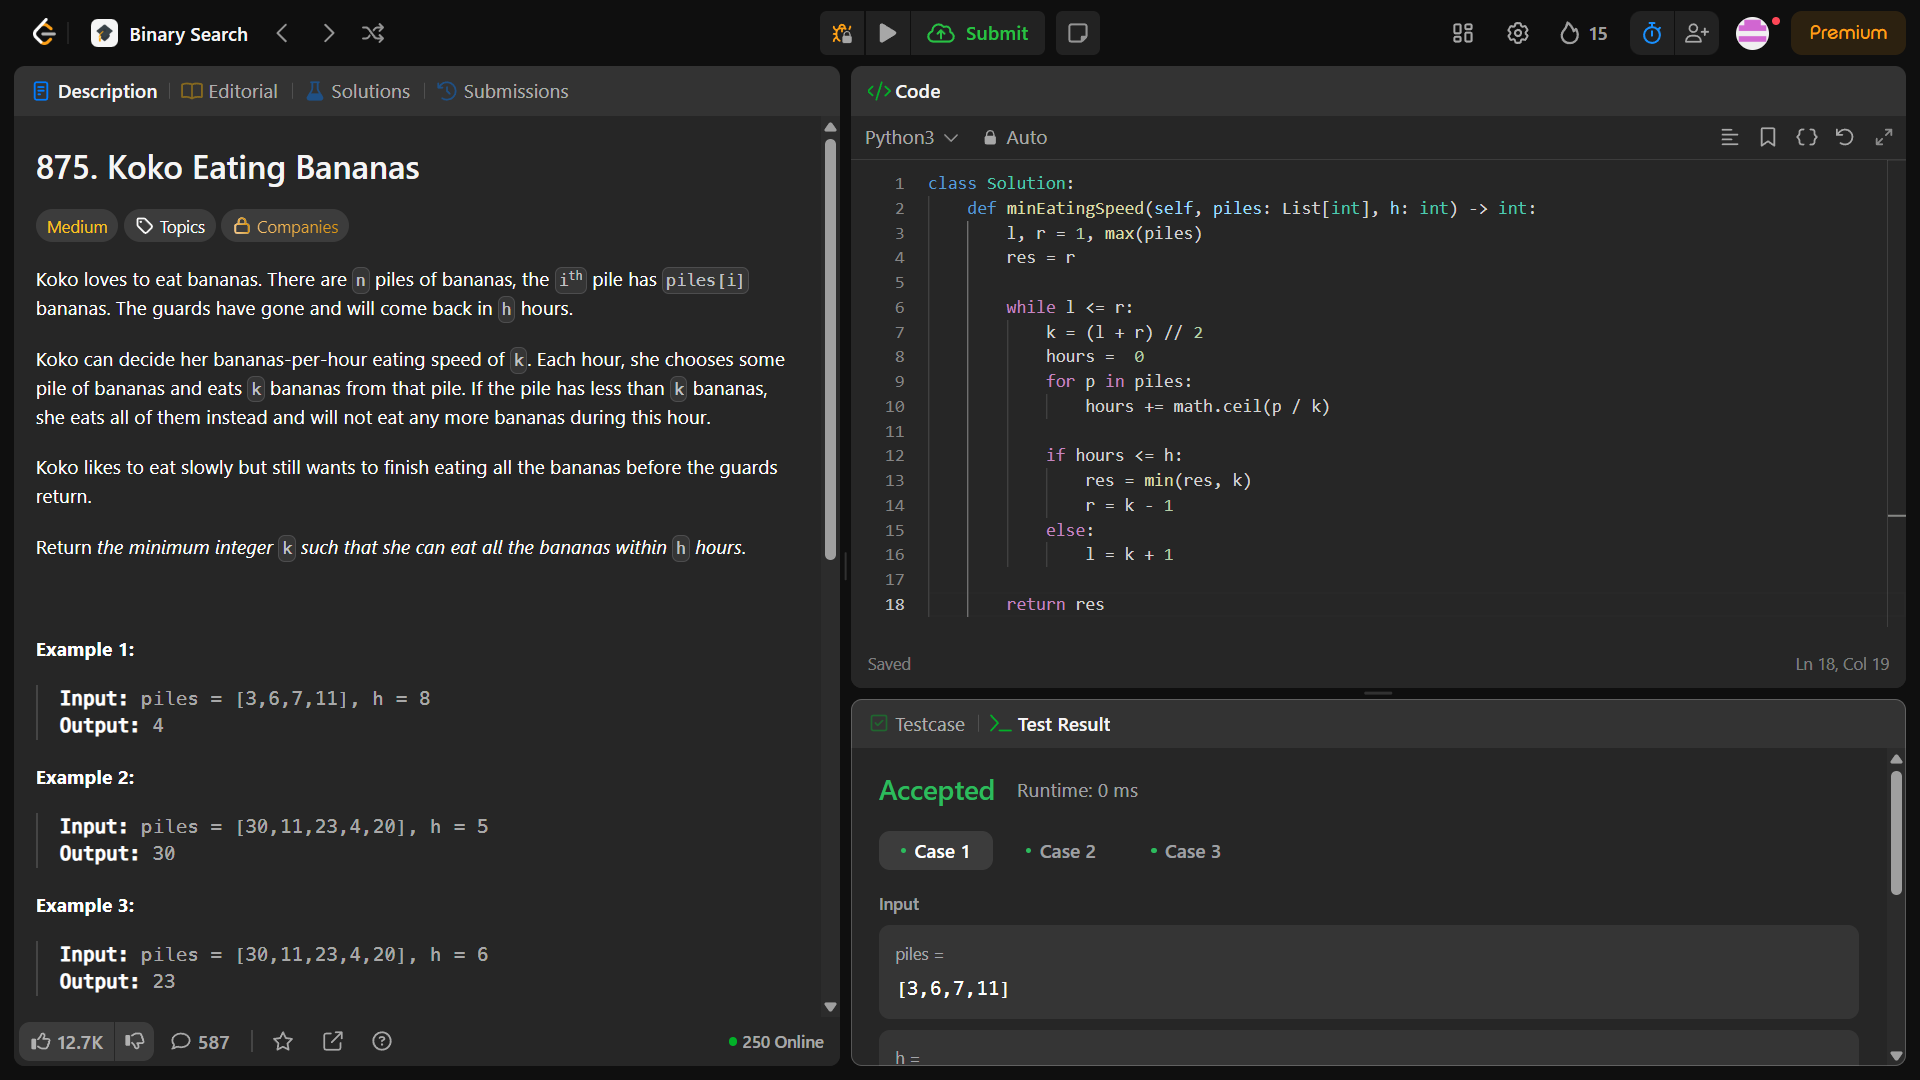 Binary Search
Submit
15
Premium
Description
Editorial
Solutions
Submissions
875. Koko Eating Bananas
Medium
Topics
Companies
Koko loves to eat bananas. There are n piles of bananas, the ith pile has piles[i]
bananas. The guards have gone and will come back in h hours.
Koko can decide her bananas-per-hour eating speed of k. Each hour, she chooses some
pile of bananas and eats k bananas from that pile. If the pile has less than k bananas,
she eats all of them instead and will not eat any more bananas during this hour.
Koko likes to eat slowly but still wants to finish eating all the bananas before the guards
return.
Return the minimum integer k such that she can eat all the bananas within h hours.
Example 1:
Input: piles = [3,6,7,11], h = 8
Output: 4
Example 2:
Input: piles = [30,11,23,4,20], h = 5
Output: 30
Example 3:
Input: piles = [30,11,23,4,20], h = 6
Output: 23
12.7K
587
250 Online
</> Code
Python3
Auto
1 class Solution:
2     def minEatingSpeed(self, piles: List[int], h: int) -> int:
3         l, r = 1, max(piles)
4         res = r
5
6         while l <= r:
7             k = (l + r) // 2
8             hours =  0
9             for p in piles:
10                 hours += math.ceil(p / k)
11
12             if hours <= h:
13                 res = min(res, k)
14                 r = k - 1
15             else:
16                 l = k + 1
17
18         return res
Saved
Ln 18, Col 19
Testcase
>_ Test Result
Accepted
Runtime: 0 ms
• Case 1
• Case 2
• Case 3
Input
piles =
[3,6,7,11]
h =